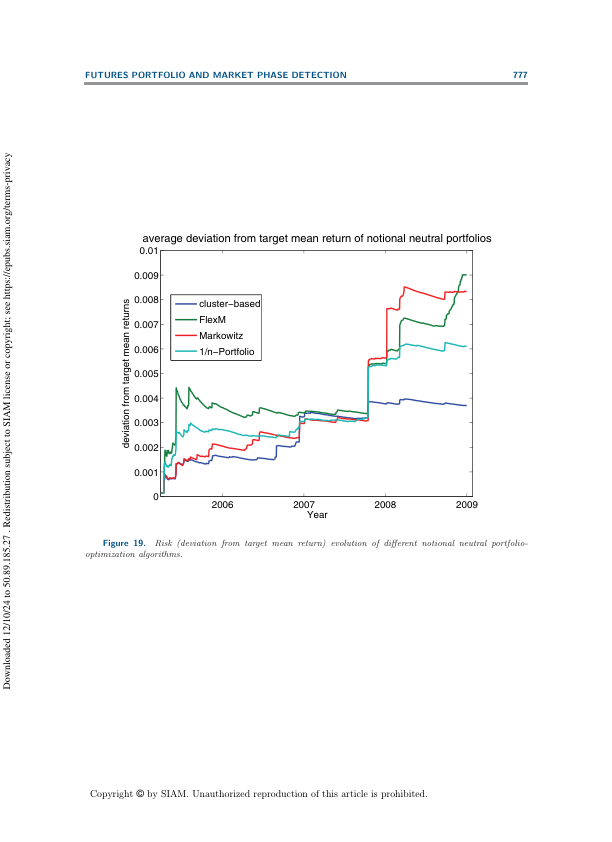 FUTURES PORTFOLIO AND MARKET PHASE DETECTION 777
Downloaded 12/10/24 to 50.89.185.27 . Redistribution subject to SIAM license or copyright; see https://epubs.siam.org/terms-privacy
average deviation from target mean return of notional neutral portfolios
0.01
0.009
0.008
0.007
0.006
0.005
0.004
0.003
0.002
0.001
0
deviation from target mean returns
cluster−based
FlexM
Markowitz
1/n−Portfolio
2006 2007 2008 2009
Year
Figure 19. Risk (deviation from target mean return) evolution of different notional neutral portfolio-
optimization algorithms.
Copyright © by SIAM. Unauthorized reproduction of this article is prohibited.